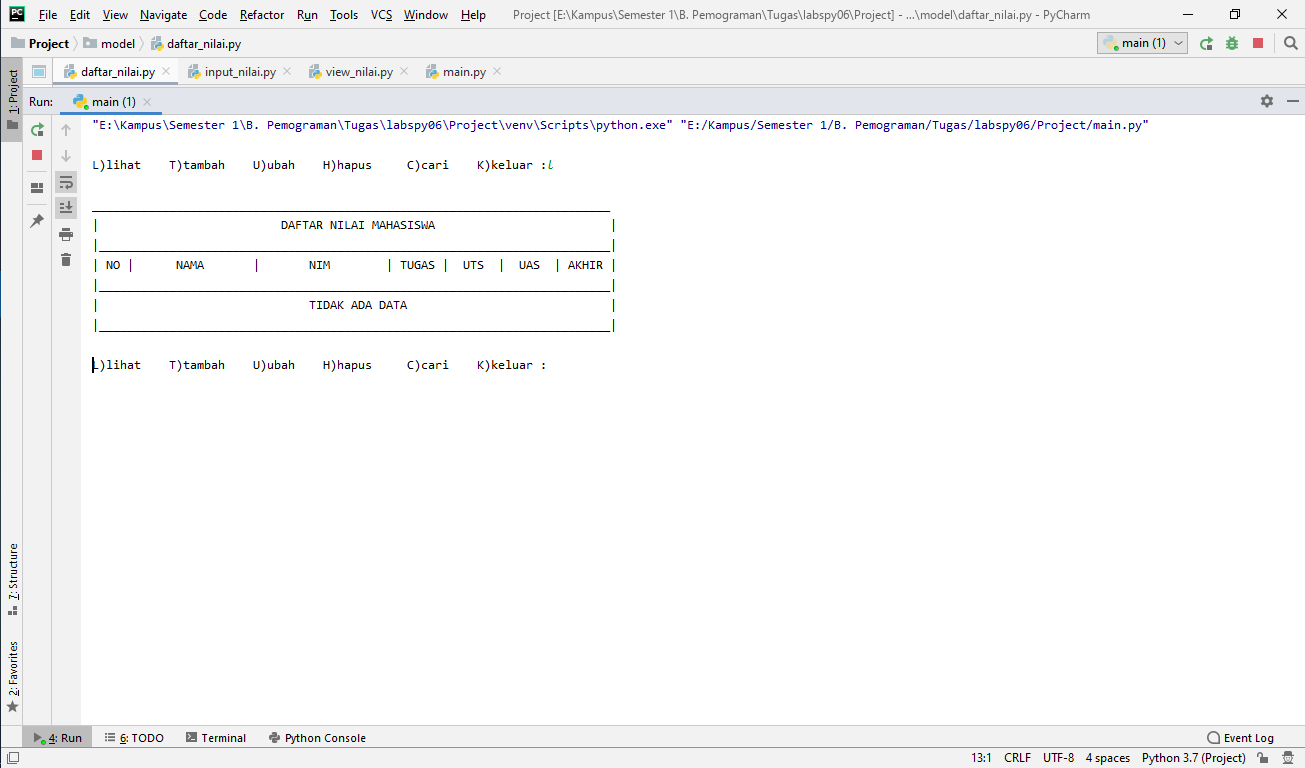 PC File Edit View Navigate Code Refactor Run Tools VCS Window Help Project [E:\Kampus\Semester 1\B. Pemograman\Tugas\labspy06\Project] - ...\model\daftar_nilai.py - PyCharm
Project model daftar_nilai.py main (1)
daftar_nilai.py input_nilai.py view_nilai.py main.py
1: Project
Run: main (1)
"E:\Kampus\Semester 1\B. Pemograman\Tugas\labspy06\Project\venv\Scripts\python.exe" "E:/Kampus/Semester 1/B. Pemograman/Tugas/labspy06/Project/main.py"
L)lihat T)tambah U)ubah H)hapus C)cari K)keluar :l
| DAFTAR NILAI MAHASISWA |
| NO | NAMA | NIM | TUGAS | UTS | UAS | AKHIR |
| TIDAK ADA DATA |
L)lihat T)tambah U)ubah H)hapus C)cari K)keluar :
7: Structure
2: Favorites
4: Run 6: TODO Terminal Python Console Event Log
13:1 CRLF UTF-8 4 spaces Python 3.7 (Project)